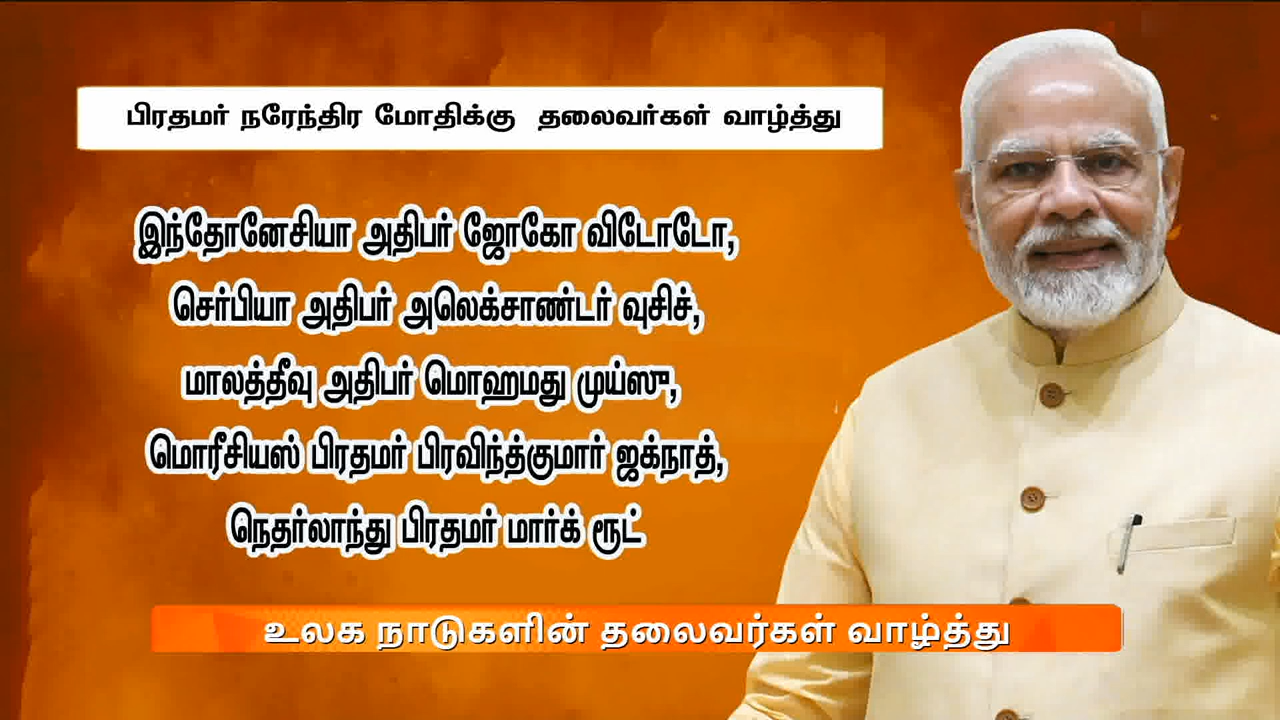 பிரதமர் நரேந்திர மோதிக்கு தலைவர்கள் வாழ்த்து
இந்தோனேசியா அதிபர் ஜோகோ விடோடோ,
செர்பியா அதிபர் அலெக்சாண்டர் வுசிச்,
மாலத்தீவு அதிபர் மொஹமது முய்ஸு,
மொரீசியஸ் பிரதமர் பிரவிந்த்குமார் ஜக்நாத்,
நெதர்லாந்து பிரதமர் மார்க் ரூட்
உலக நாடுகளின் தலைவர்கள் வாழ்த்து